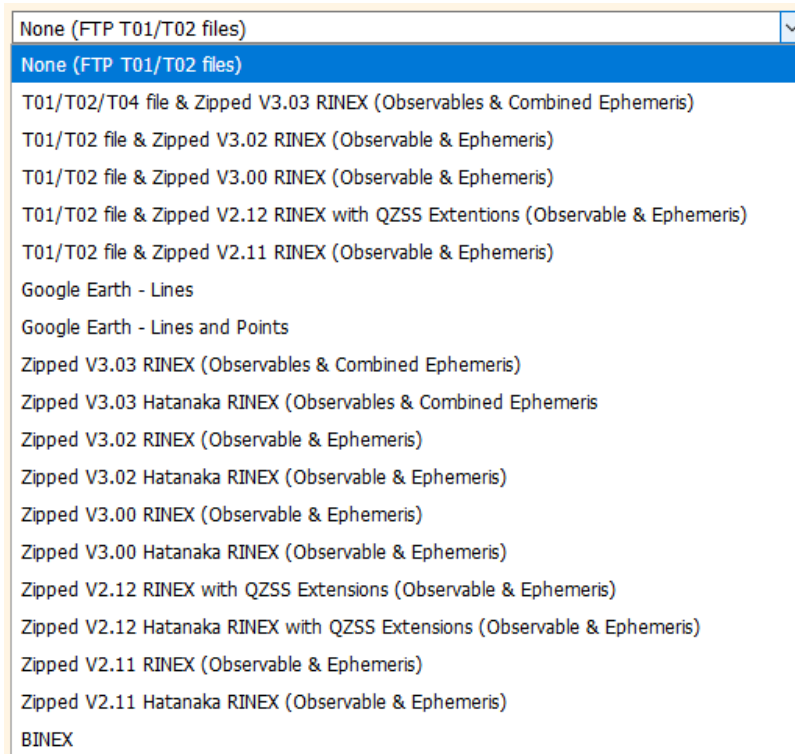 None (FTP T01/T02 files)
None (FTP T01/T02 files)
T01/T02/T04 file & Zipped V3.03 RINEX (Observables & Combined Ephemeris)
T01/T02 file & Zipped V3.02 RINEX (Observable & Ephemeris)
T01/T02 file & Zipped V3.00 RINEX (Observable & Ephemeris)
T01/T02 file & Zipped V2.12 RINEX with QZSS Extentions (Observable & Ephemeris)
T01/T02 file & Zipped V2.11 RINEX (Observable & Ephemeris)
Google Earth - Lines
Google Earth - Lines and Points
Zipped V3.03 RINEX (Observables & Combined Ephemeris)
Zipped V3.03 Hatanaka RINEX (Observables & Combined Ephemeris
Zipped V3.02 RINEX (Observable & Ephemeris)
Zipped V3.02 Hatanaka RINEX (Observable & Ephemeris)
Zipped V3.00 RINEX (Observable & Ephemeris)
Zipped V3.00 Hatanaka RINEX (Observable & Ephemeris)
Zipped V2.12 RINEX with QZSS Extensions (Observable & Ephemeris)
Zipped V2.12 Hatanaka RINEX with QZSS Extensions (Observable & Ephemeris)
Zipped V2.11 RINEX (Observable & Ephemeris)
Zipped V2.11 Hatanaka RINEX (Observable & Ephemeris)
BINEX